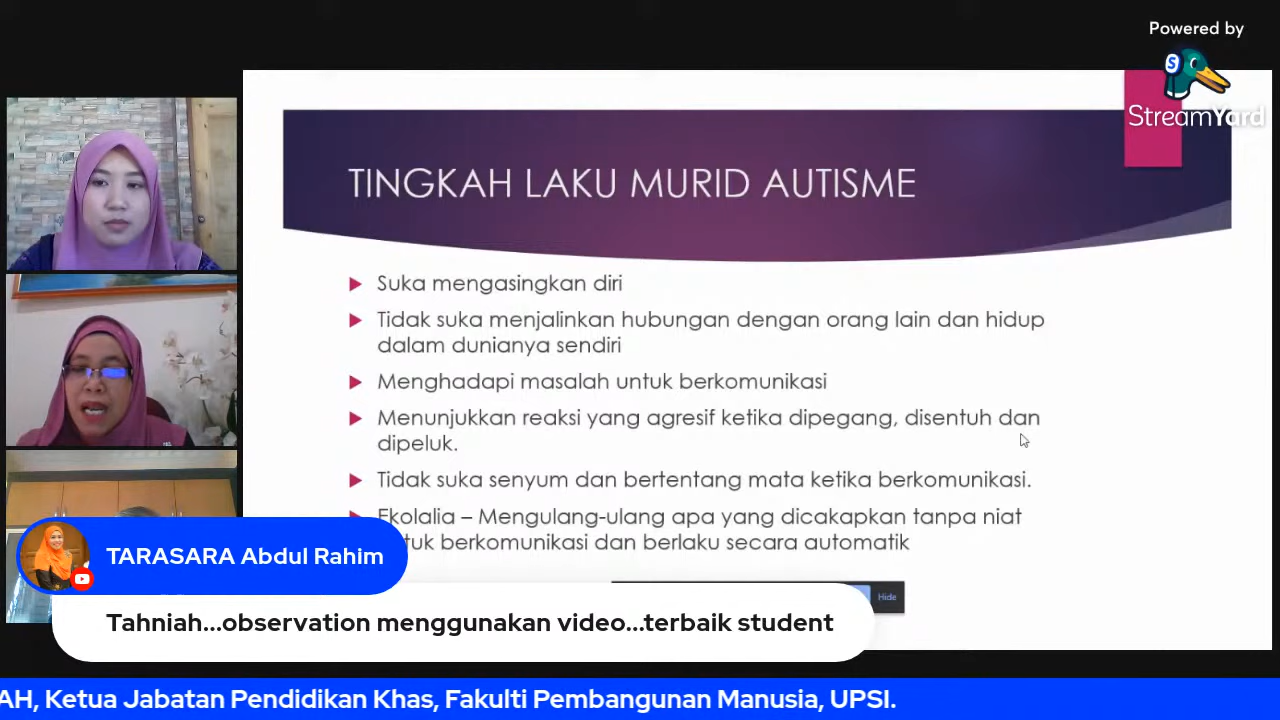 Powered by
StreamYard
TINGKAH LAKU MURID AUTISME
Suka mengasingkan diri
Tidak suka menjalinkan hubungan dengan orang lain dan hidup
dalam dunianya sendiri
Menghadapi masalah untuk berkomunikasi
Menunjukkan reaksi yang agresif ketika dipegang, disentuh dan
dipeluk.
Tidak suka senyum dan bertentang mata ketika berkomunikasi.
Ekolalia – Mengulang-ulang apa yang dicakapkan tanpa niat
tuk berkomunikasi dan berlaku secara automatik
TARASARA Abdul Rahim
Hide
Tahniah...observation menggunakan video...terbaik student
AH, Ketua Jabatan Pendidikan Khas, Fakulti Pembangunan Manusia, UPSI.